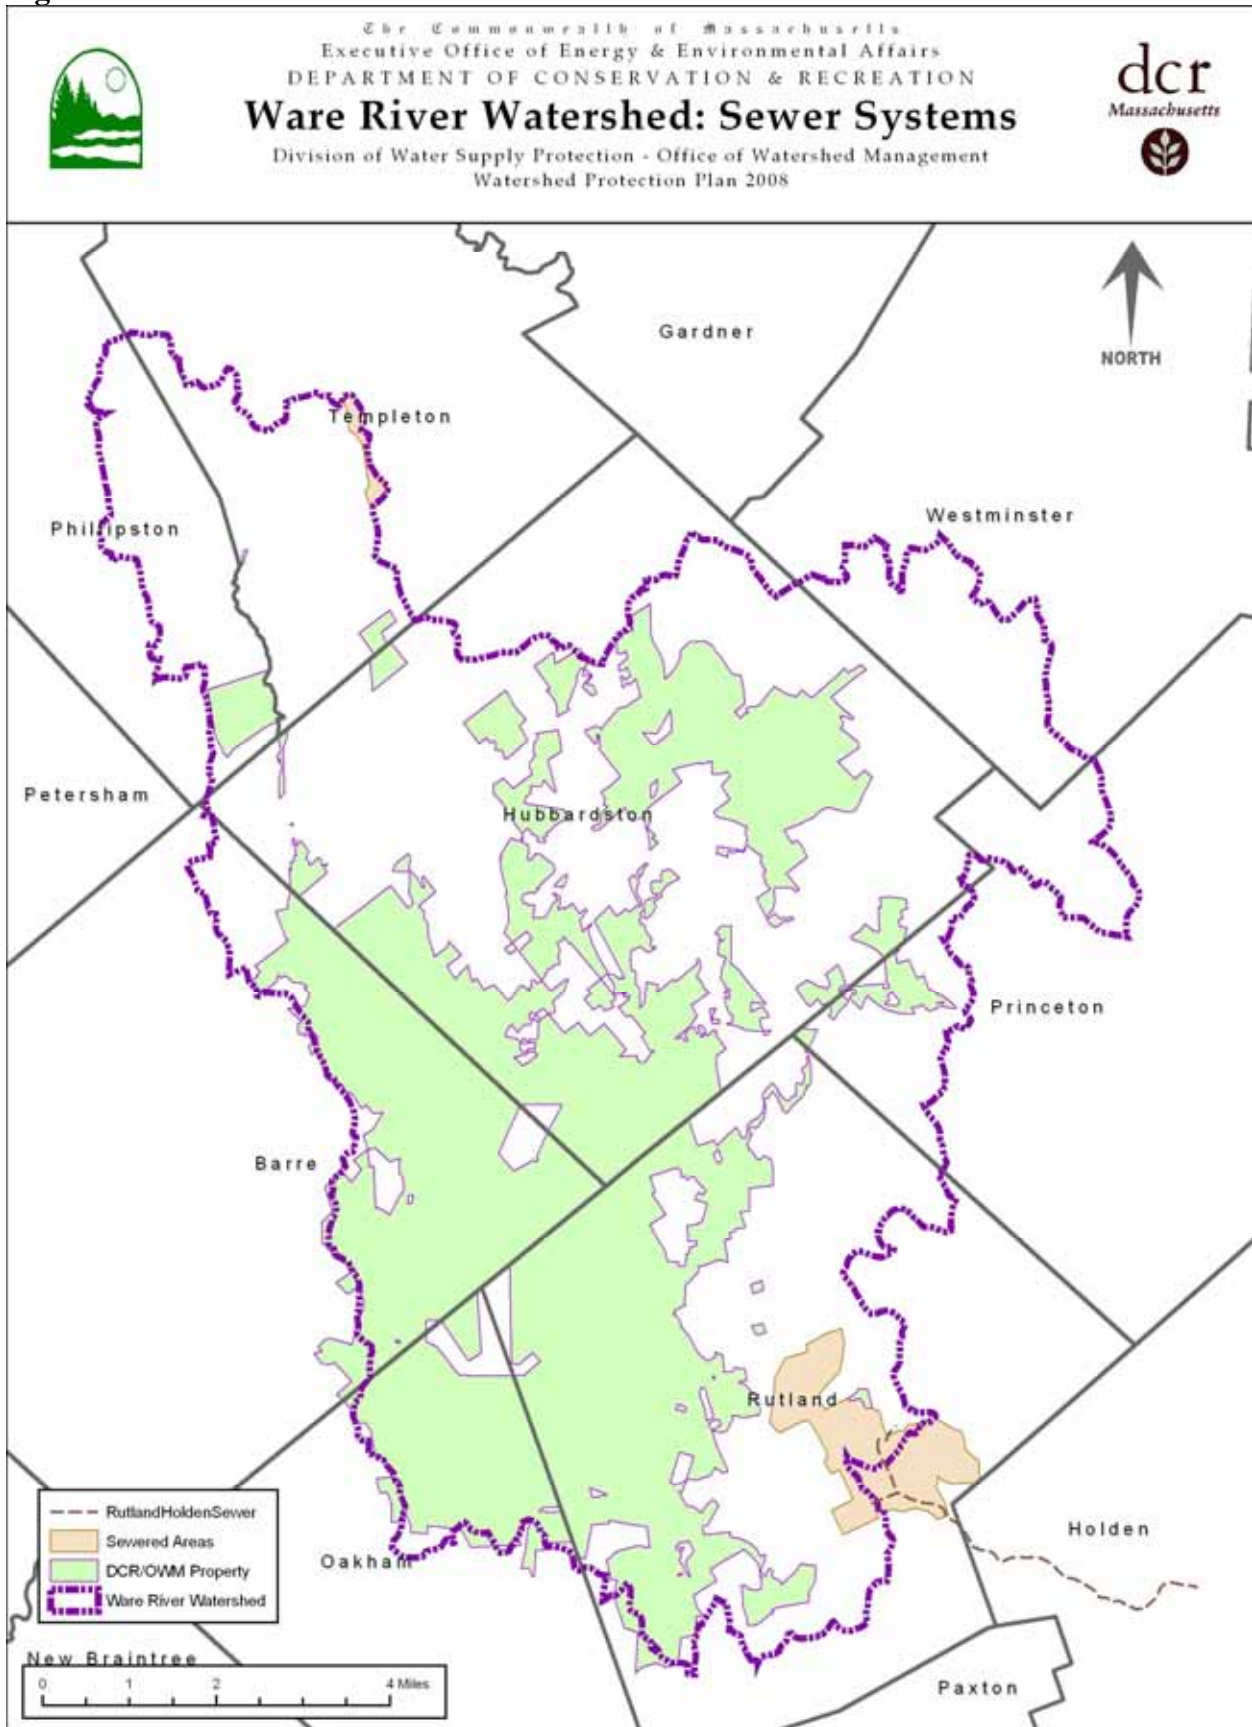 The Commonwealth of Massachusetts
Executive Office of Energy & Environmental Affairs
DEPARTMENT OF CONSERVATION & RECREATION
Ware River Watershed: Sewer Systems
Division of Water Supply Protection - Office of Watershed Management
Watershed Protection Plan 2008
dcr
Massachusetts
Gardner
NORTH
Templeton
Westminster
Phillipston
Petersham
Hubbardston
Princeton
Barre
Rutland
Holden
Oakham
RutlandHoldenSewer
Sewered Areas
DCR/OWM Property
Ware River Watershed
New Braintree
0 1 2 4 Miles
Paxton